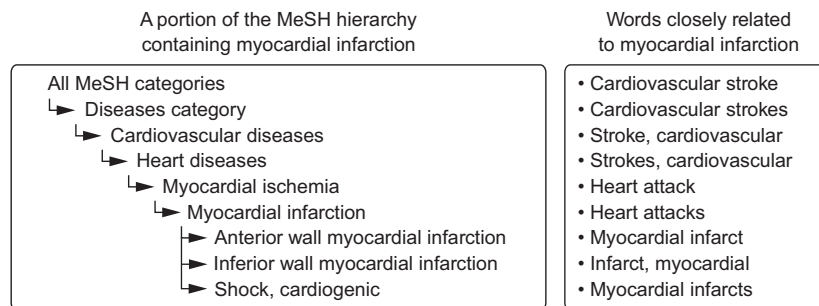 A portion of the MeSH hierarchy
containing myocardial infarction
All MeSH categories
Diseases category
Cardiovascular diseases
Heart diseases
Myocardial ischemia
Myocardial infarction
Anterior wall myocardial infarction
Inferior wall myocardial infarction
Shock, cardiogenic
Words closely related
to myocardial infarction
• Cardiovascular stroke
• Cardiovascular strokes
• Stroke, cardiovascular
• Strokes, cardiovascular
• Heart attack
• Heart attacks
• Myocardial infarct
• Infarct, myocardial
• Myocardial infarcts